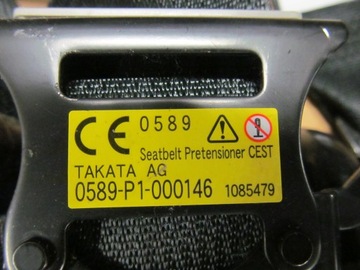 CE 0589
Seatbelt Pretensioner CEST
TAKATA AG
0589-P1-000146 1085479